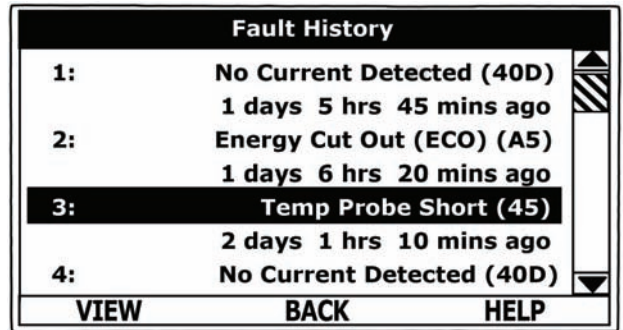 Fault History
1: No Current Detected (40D)
1 days 5 hrs 45 mins ago
2: Energy Cut Out (ECO) (A5)
1 days 6 hrs 20 mins ago
3: Temp Probe Short (45)
2 days 1 hrs 10 mins ago
4: No Current Detected (40D)
VIEW BACK HELP